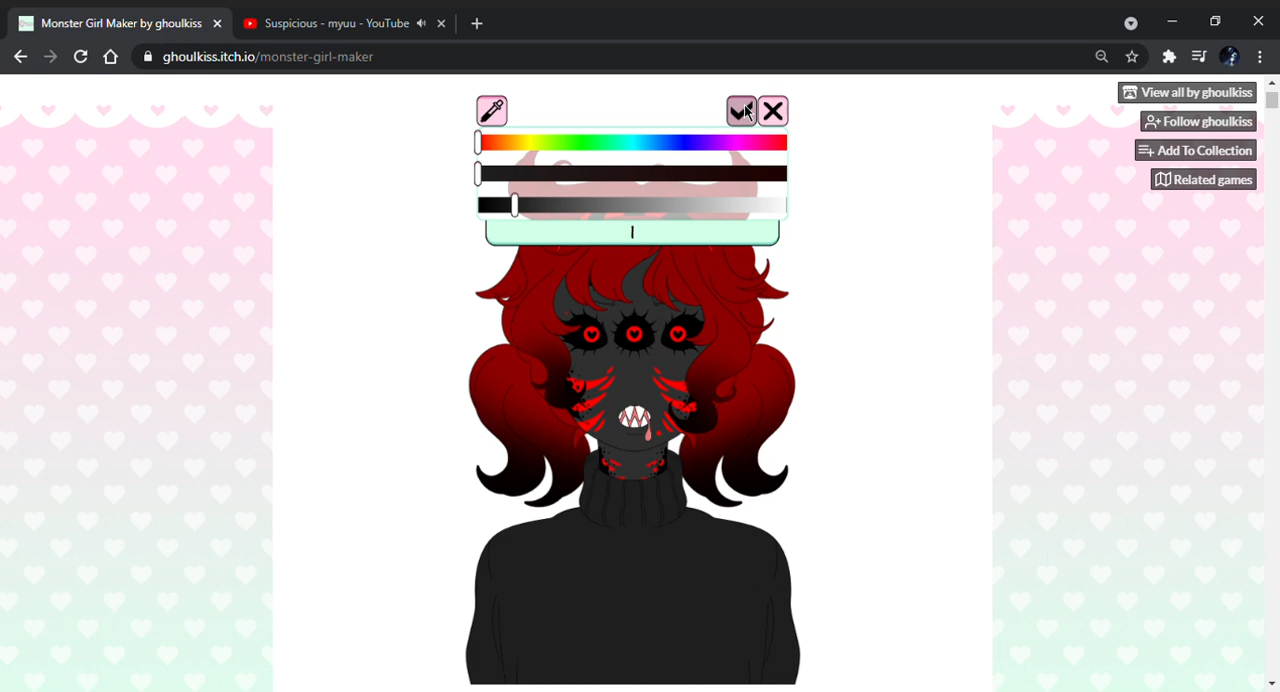 Monster Girl Maker by ghoulkiss
Suspicious - myuu - YouTube
ghoulkiss.itch.io/monster-girl-maker
View all by ghoulkiss
Follow ghoulkiss
Add To Collection
Related games